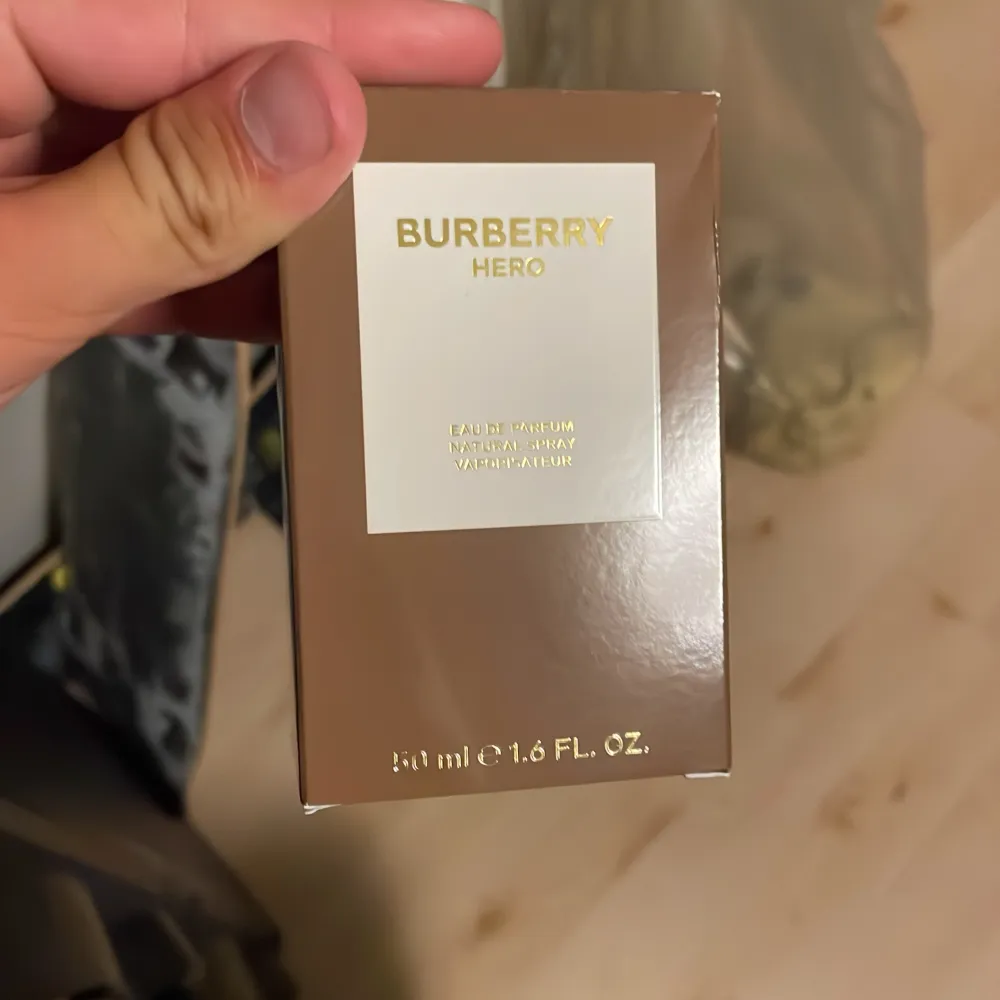 BURBERRY
HERO
EAU DE PARFUM
NATURAL SPRAY
VAPORISATEUR
50 ml ℮ 1.6 FL. OZ.